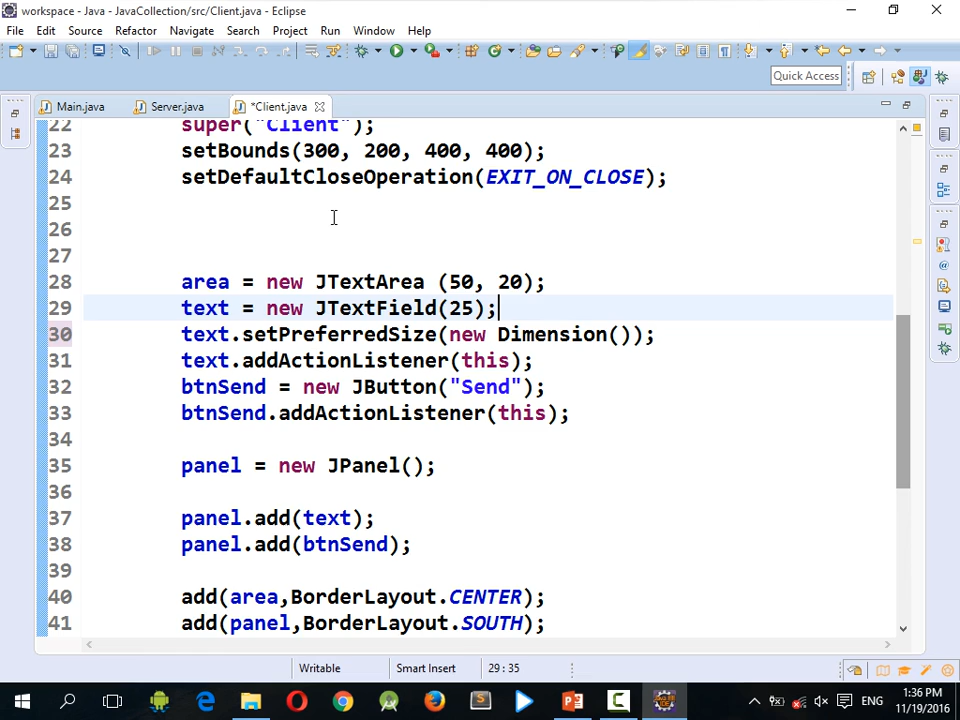 workspace - Java - JavaCollection/src/Client.java - Eclipse
File Edit Source Refactor Navigate Search Project Run Window Help
Quick Access
Main.java Server.java *Client.java
22 super("Client");
23 setBounds(300, 200, 400, 400);
24 setDefaultCloseOperation(EXIT_ON_CLOSE);
25
26
27
28 area = new JTextArea (50, 20);
29 text = new JTextField(25);
30 text.setPreferredSize(new Dimension());
31 text.addActionListener(this);
32 btnSend = new JButton("Send");
33 btnSend.addActionListener(this);
34
35 panel = new JPanel();
36
37 panel.add(text);
38 panel.add(btnSend);
39
40 add(area,BorderLayout.CENTER);
41 add(panel,BorderLayout.SOUTH);
Writable Smart Insert 29 : 35
ENG 1:36 PM
11/19/2016